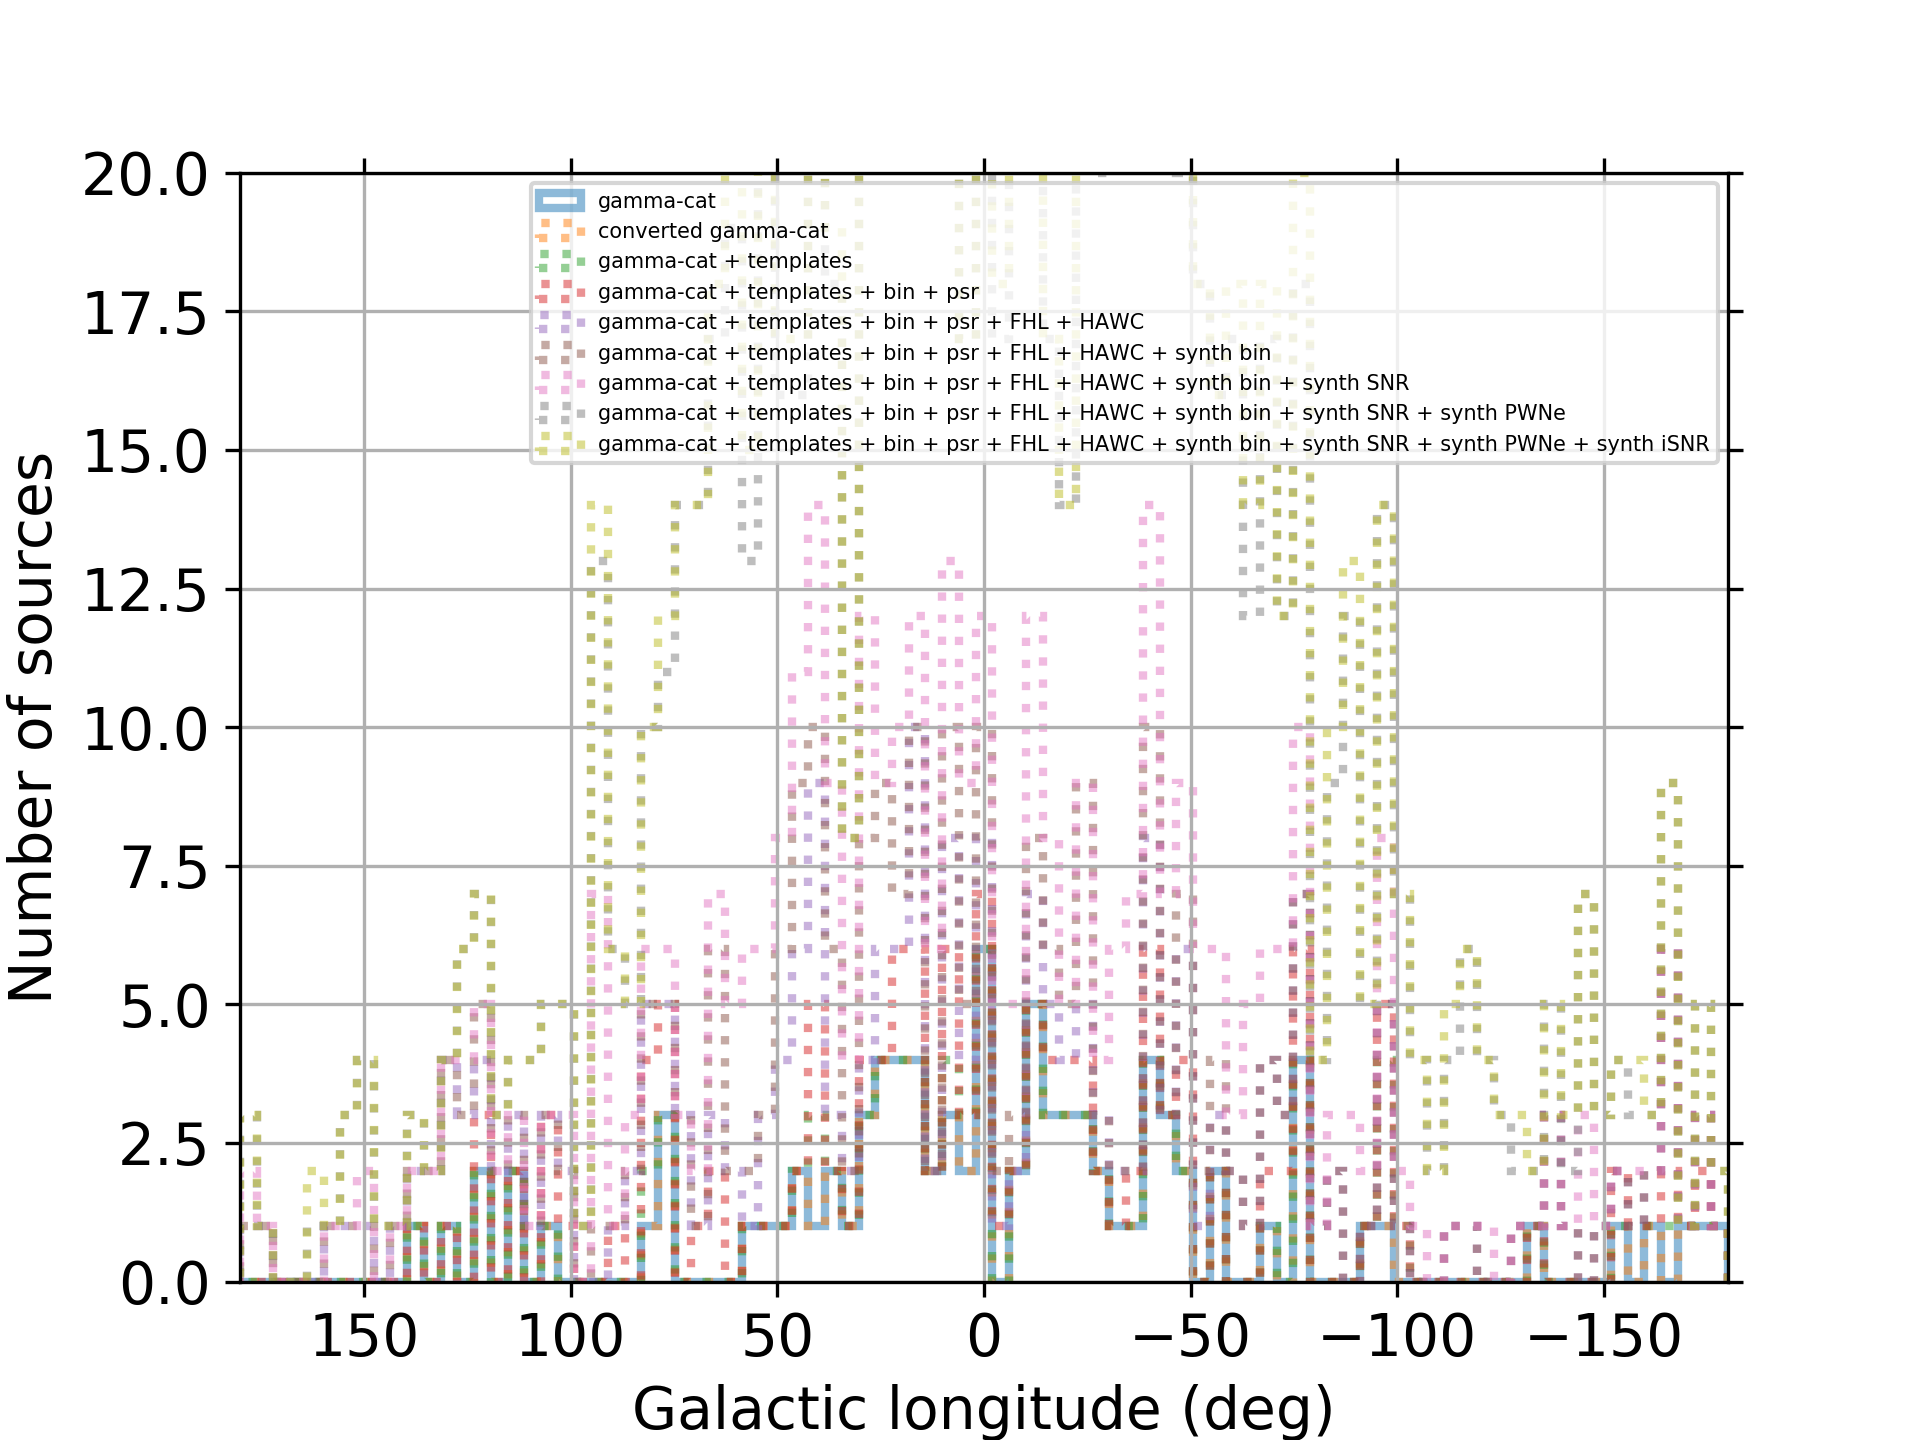 20.0
17.5
15.0
12.5
10.0
7.5
5.0
2.5
0.0
Number of sources
gamma-cat
converted gamma-cat
gamma-cat + templates
gamma-cat + templates + bin + psr
gamma-cat + templates + bin + psr + FHL + HAWC
gamma-cat + templates + bin + psr + FHL + HAWC + synth bin
gamma-cat + templates + bin + psr + FHL + HAWC + synth bin + synth SNR
gamma-cat + templates + bin + psr + FHL + HAWC + synth bin + synth SNR + synth PWNe
gamma-cat + templates + bin + psr + FHL + HAWC + synth bin + synth SNR + synth PWNe + synth iSNR
150 100 50 0 −50 −100 −150
Galactic longitude (deg)